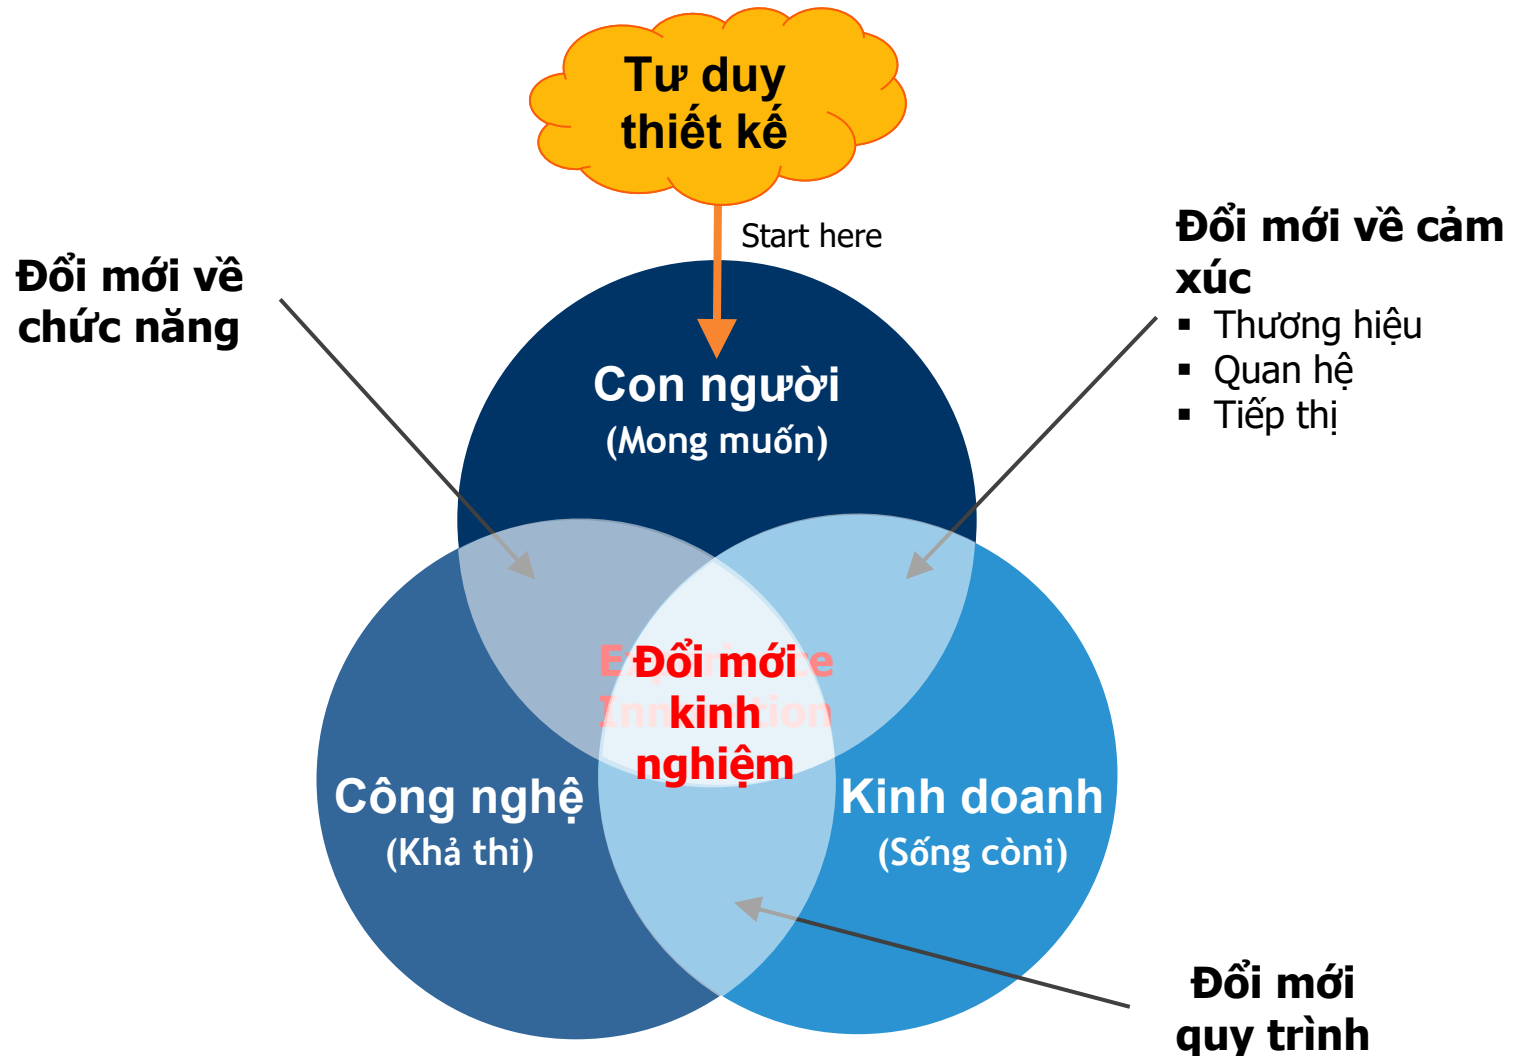 Tư duy
thiết kế
Start here
Đổi mới về
chức năng
Đổi mới về cảm
xúc
▪ Thương hiệu
▪ Quan hệ
▪ Tiếp thị
Con người
(Mong muốn)
Đổi mới
kinh
nghiệm
Công nghệ
(Khả thi)
Kinh doanh
(Sống còni)
Đổi mới
quy trình